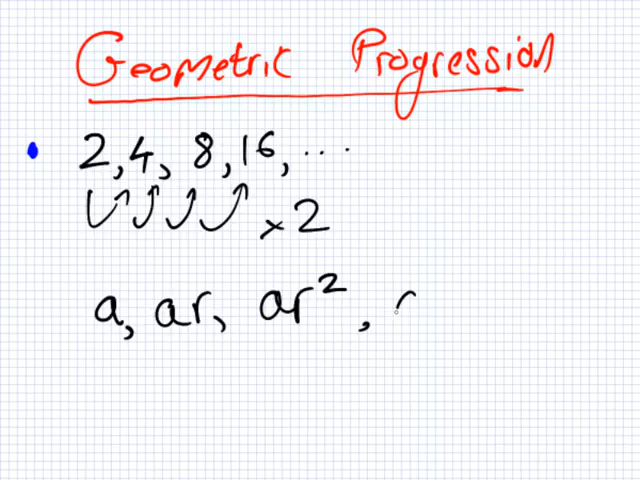 Geometric Progression
2, 4, 8, 16, ...
× 2
a, ar, ar²,